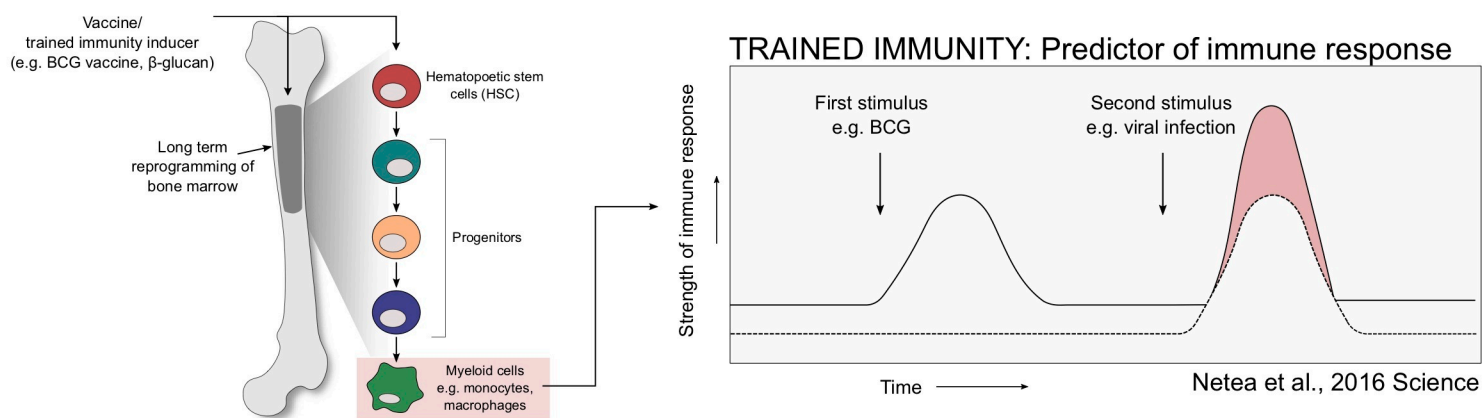 Vaccine/
trained immunity inducer
(e.g. BCG vaccine, β-glucan)
Hematopoetic stem
cells (HSC)
Long term
reprogramming of
bone marrow
Progenitors
Myeloid cells
e.g. monocytes,
macrophages
TRAINED IMMUNITY: Predictor of immune response
Strength of immune response
First stimulus
e.g. BCG
Second stimulus
e.g. viral infection
Time
Netea et al., 2016 Science